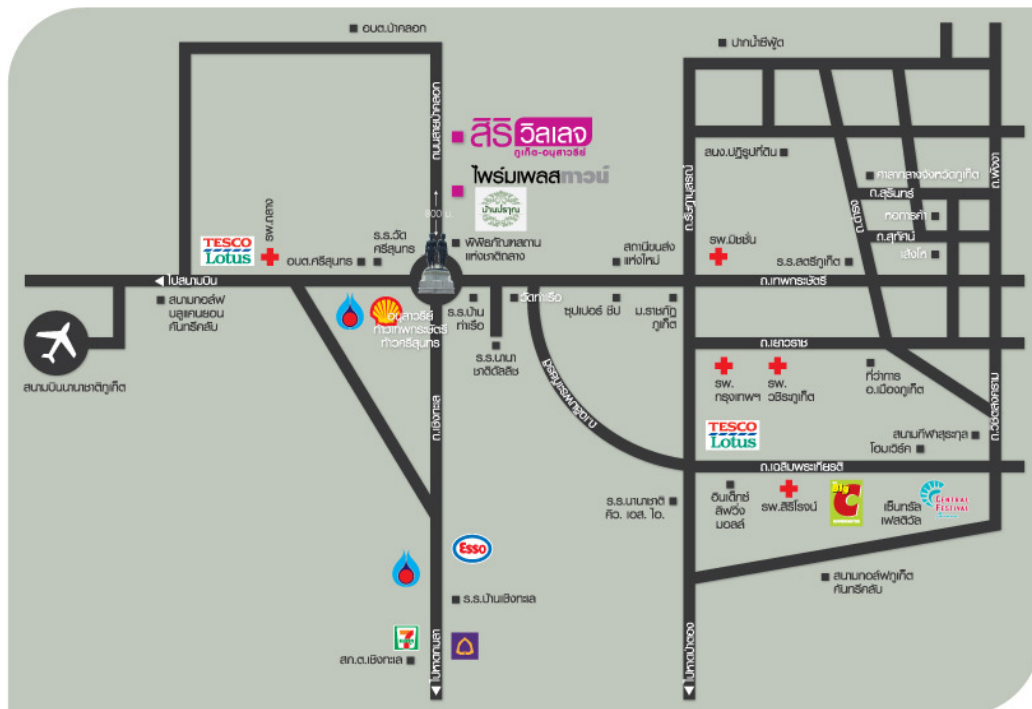 อบต.ป่าคลอก
ปากน้ำซีฟู้ด
ถนนสายป่าคลอก
สิริ วิลเลจ
ภูเก็ต-อนุสาวรีย์
ไพร์มเพลสทาวน์
บ้านปราณ
800 ม.
สนง.ปฏิรูปที่ดิน
ศาลากลางจังหวัดภูเก็ต
ถ.สุรินทร์
หอการค้า
ถ.สุทัศน์
เส่งโห
ถ.พังงา
ถ.ดำรง
ถ.รัษฎานุสรณ์
TESCO
Lotus
รพ.ถลาง
อบต.ศรีสุนทร
ร.ร.วัด
ศรีสุนทร
พิพิธภัณฑสถาน
แห่งชาติถลาง
สถานีขนส่ง
แห่งใหม่
รพ.มิชชั่น
ร.ร.สตรีภูเก็ต
ไปสนามบิน
ถ.เทพกระษัตรี
สนามกอล์ฟ
บลูแคนยอน
คันทรีคลับ
อนุสาวรีย์
ท้าวเทพกระษัตรี
ท้าวศรีสุนทร
ร.ร.บ้าน
ท่าเรือ
วัดท่าเรือ
ซุปเปอร์ ชีป
ม.ราชภัฏ
ภูเก็ต
สนามบินนานาชาติภูเก็ต
ร.ร.นานา
ชาติดัลลิช
ถ.เยาวราช
รพ.
กรุงเทพฯ
รพ.
วชิระภูเก็ต
ที่ว่าการ
อ.เมืองภูเก็ต
ถ.เชิงทะเล
ถ.เฉลิมพระเกียรติ
ถ.วิชิตสงคราม
TESCO
Lotus
สนามกีฬาสุระกุล
โฮมเวิร์ค
ถ.เฉลิมพระเกียรติ
ร.ร.นานาชาติ
คิว. เอส. ไอ.
อินเด็กซ์
ลิฟวิ่ง
มอลล์
รพ.สิริโรจน์
บิ๊ก C
เซ็นทรัล
เฟสติวัล
CENTRAL
FESTIVAL
Esso
สนามกอล์ฟภูเก็ต
คันทรีคลับ
ร.ร.บ้านเชิงทะเล
7
ELEVEN
สภ.ต.เชิงทะเล
ไปหาดกมลา
ไปหาดป่าตอง